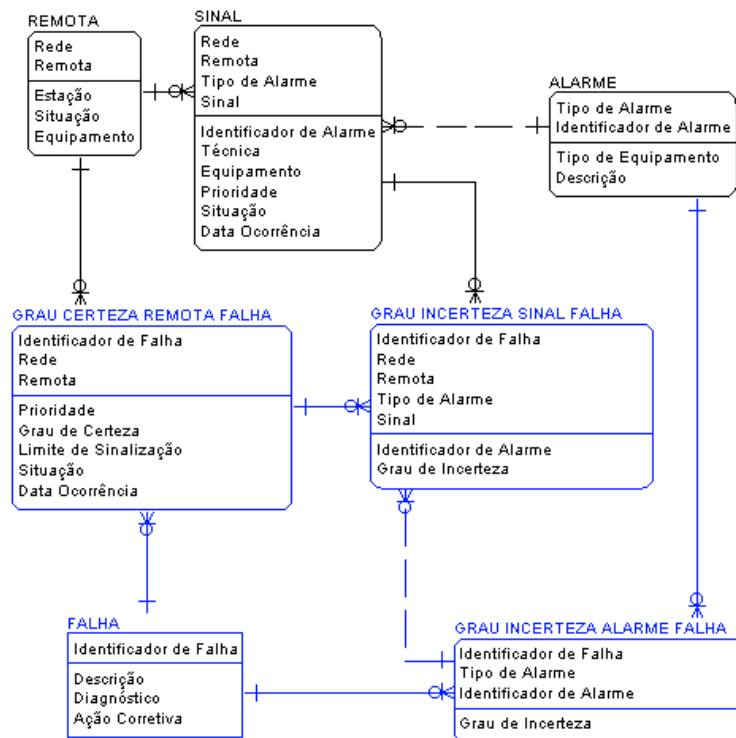 REMOTA
Rede
Remota
Estação
Situação
Equipamento
SINAL
Rede
Remota
Tipo de Alarme
Sinal
Identificador de Alarme
Técnica
Equipamento
Prioridade
Situação
Data Ocorrência
ALARME
Tipo de Alarme
Identificador de Alarme
Tipo de Equipamento
Descrição
GRAU CERTEZA REMOTA FALHA
Identificador de Falha
Rede
Remota
Prioridade
Grau de Certeza
Limite de Sinalização
Situação
Data Ocorrência
GRAU INCERTEZA SINAL FALHA
Identificador de Falha
Rede
Remota
Tipo de Alarme
Sinal
Identificador de Alarme
Grau de Incerteza
FALHA
Identificador de Falha
Descrição
Diagnóstico
Ação Corretiva
GRAU INCERTEZA ALARME FALHA
Identificador de Falha
Tipo de Alarme
Identificador de Alarme
Grau de Incerteza